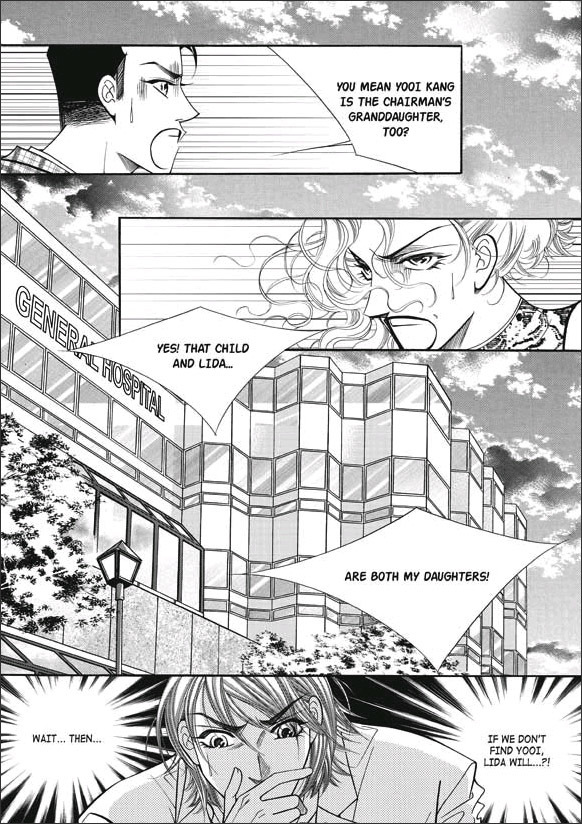 YOU MEAN YOOI KANG
IS THE CHAIRMAN'S
GRANDDAUGHTER,
TOO?
GENERAL HOSPITAL
YES! THAT CHILD
AND LIDA...
ARE BOTH MY DAUGHTERS!
WAIT... THEN...
IF WE DON'T
FIND YOOI,
LIDA WILL...?!